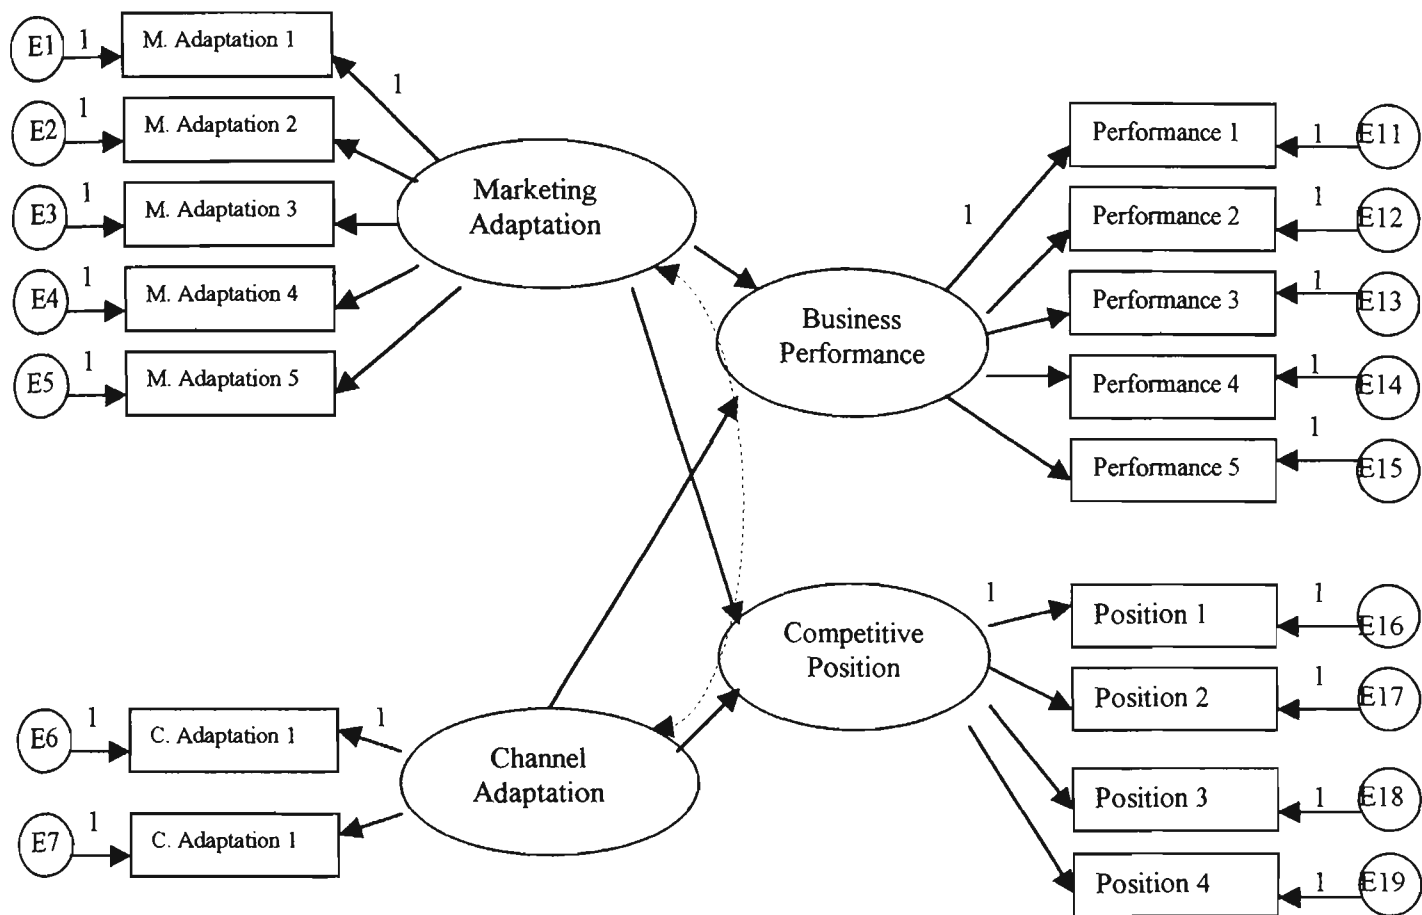 E1
1
M. Adaptation 1
1
E2
1
M. Adaptation 2
E3
1
M. Adaptation 3
E4
1
M. Adaptation 4
E5
1
M. Adaptation 5
Marketing
Adaptation
Business
Performance
1
Performance 1
1
E11
Performance 2
1
E12
Performance 3
1
E13
Performance 4
1
E14
Performance 5
1
E15
Competitive
Position
1
Position 1
1
E16
Position 2
1
E17
Position 3
1
E18
Position 4
1
E19
E6
1
C. Adaptation 1
1
E7
1
C. Adaptation 1
Channel
Adaptation